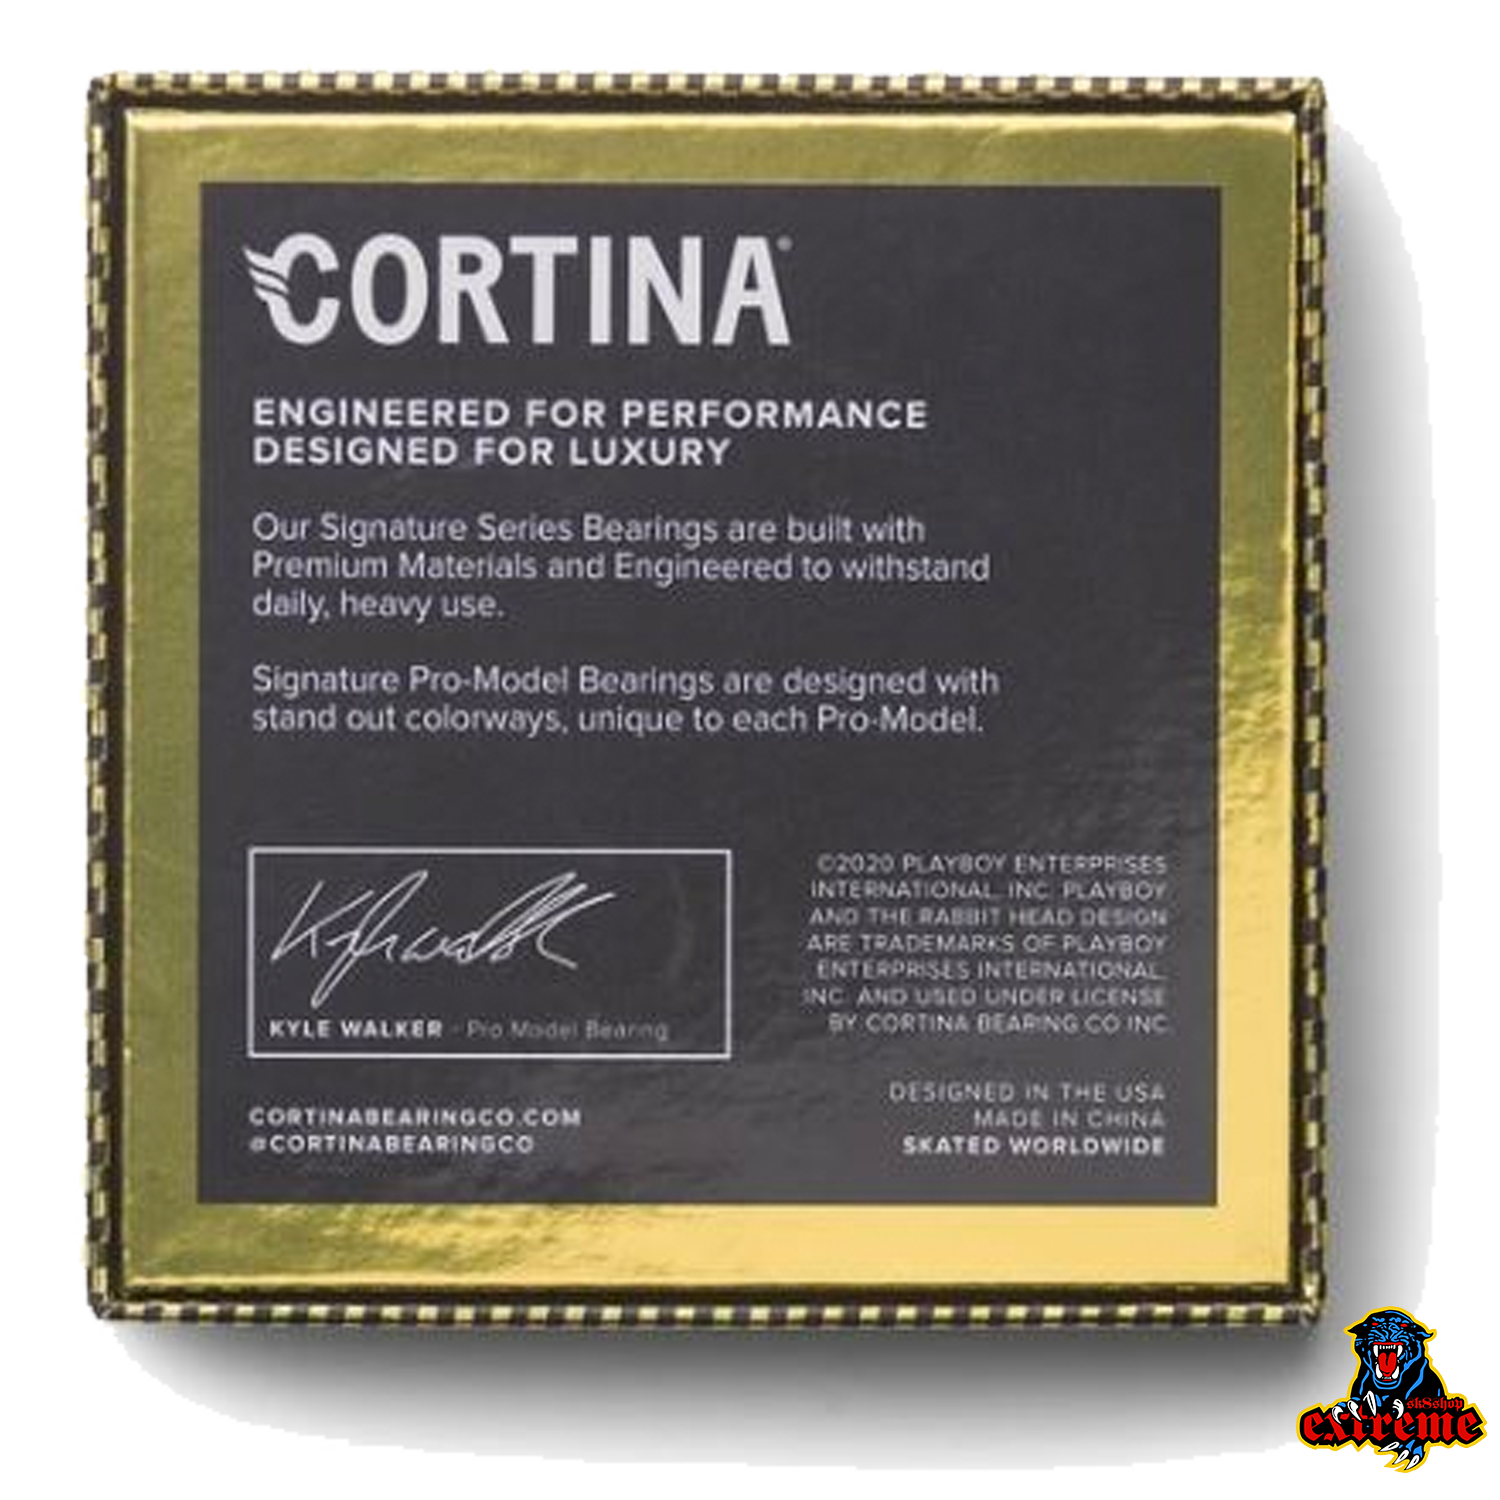 CORTINA®
ENGINEERED FOR PERFORMANCE
DESIGNED FOR LUXURY
Our Signature Series Bearings are built with
Premium Materials and Engineered to withstand
daily, heavy use.
Signature Pro-Model Bearings are designed with
stand out colorways, unique to each Pro-Model.
KYLE WALKER - Pro Model Bearing
CORTINABEARINGCO.COM
@CORTINABEARINGCO
©2020 PLAYBOY ENTERPRISES
INTERNATIONAL, INC. PLAYBOY
AND THE RABBIT HEAD DESIGN
ARE TRADEMARKS OF PLAYBOY
ENTERPRISES INTERNATIONAL,
INC. AND USED UNDER LICENSE
BY CORTINA BEARING CO INC
DESIGNED IN THE USA
MADE IN CHINA
SKATED WORLDWIDE
sk8shop
extreme